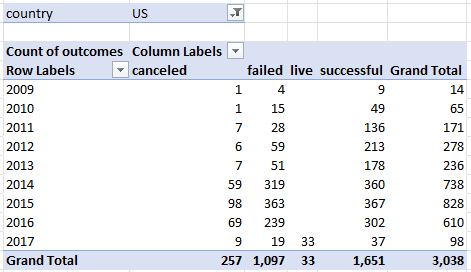 country US
Count of outcomes Column Labels
Row Labels canceled failed live successful Grand Total
2009 1 4 9 14
2010 1 15 49 65
2011 7 28 136 171
2012 6 59 213 278
2013 7 51 178 236
2014 59 319 360 738
2015 98 363 367 828
2016 69 239 302 610
2017 9 19 33 37 98
Grand Total 257 1,097 33 1,651 3,038